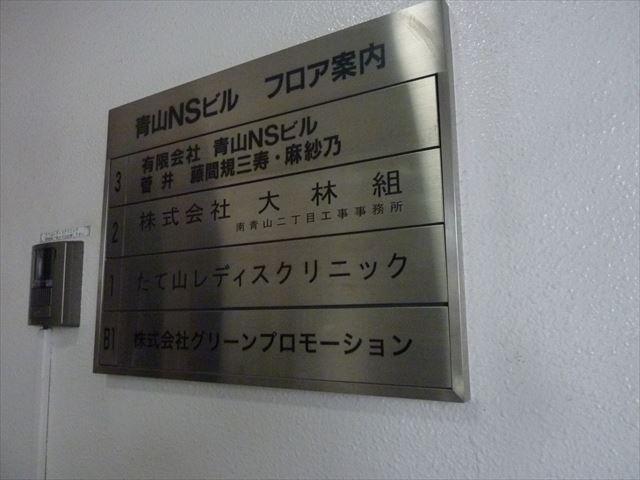 青山NSビル フロア案内
3 有限会社 青山NSビル
菅井 藤間規三寿・麻紗乃
2 株式会社 大林組
南青山二丁目工事事務所
1 たて山レディスクリニック
B1 株式会社グリーンプロモーション